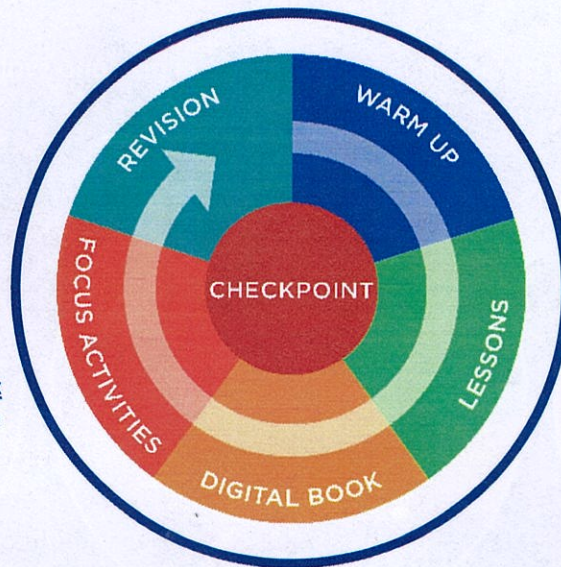 WARM UP
LESSONS
DIGITAL BOOK
FOCUS ACTIVITIES
REVISION
CHECKPOINT